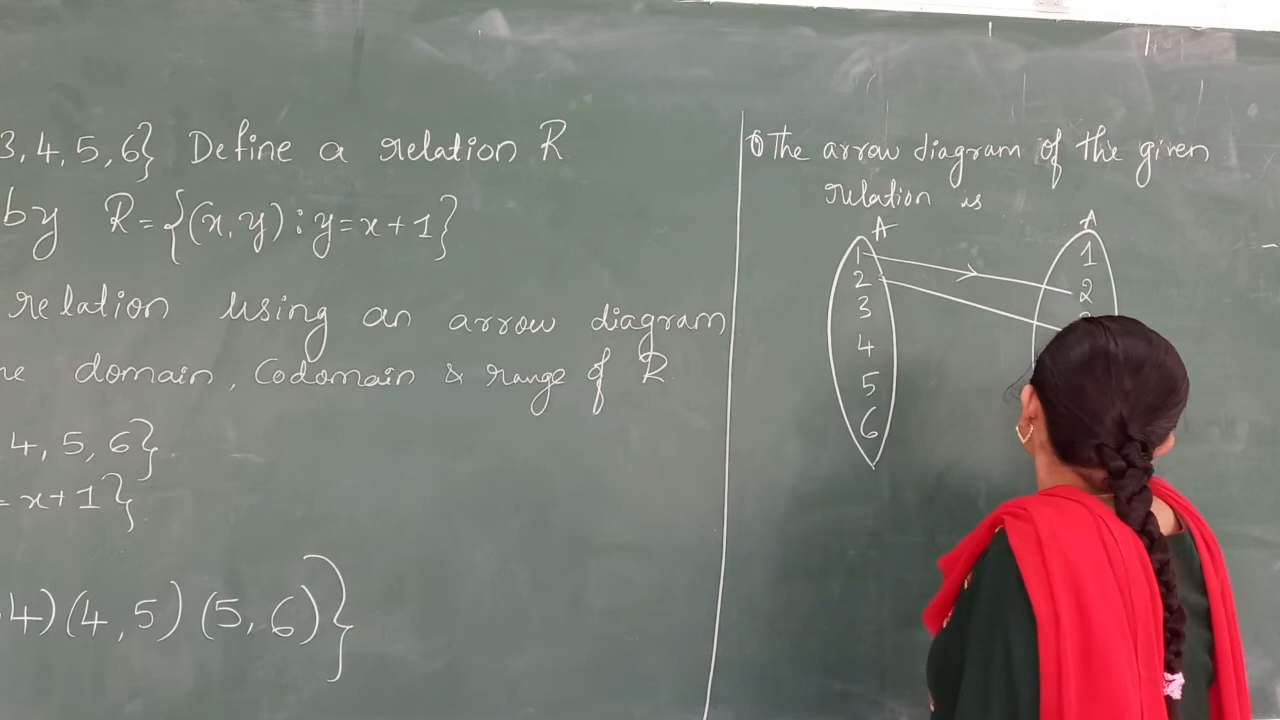 3, 4, 5, 6} Define a relation R
by R = {(x, y) : y = x + 1}
relation using an arrow diagram
domain, Codomain & range of R
4, 5, 6}
= x + 1}
4) (4, 5) (5, 6)}
The arrow diagram of the given
relation is
A A
1 1
2 2
3
4
5
6